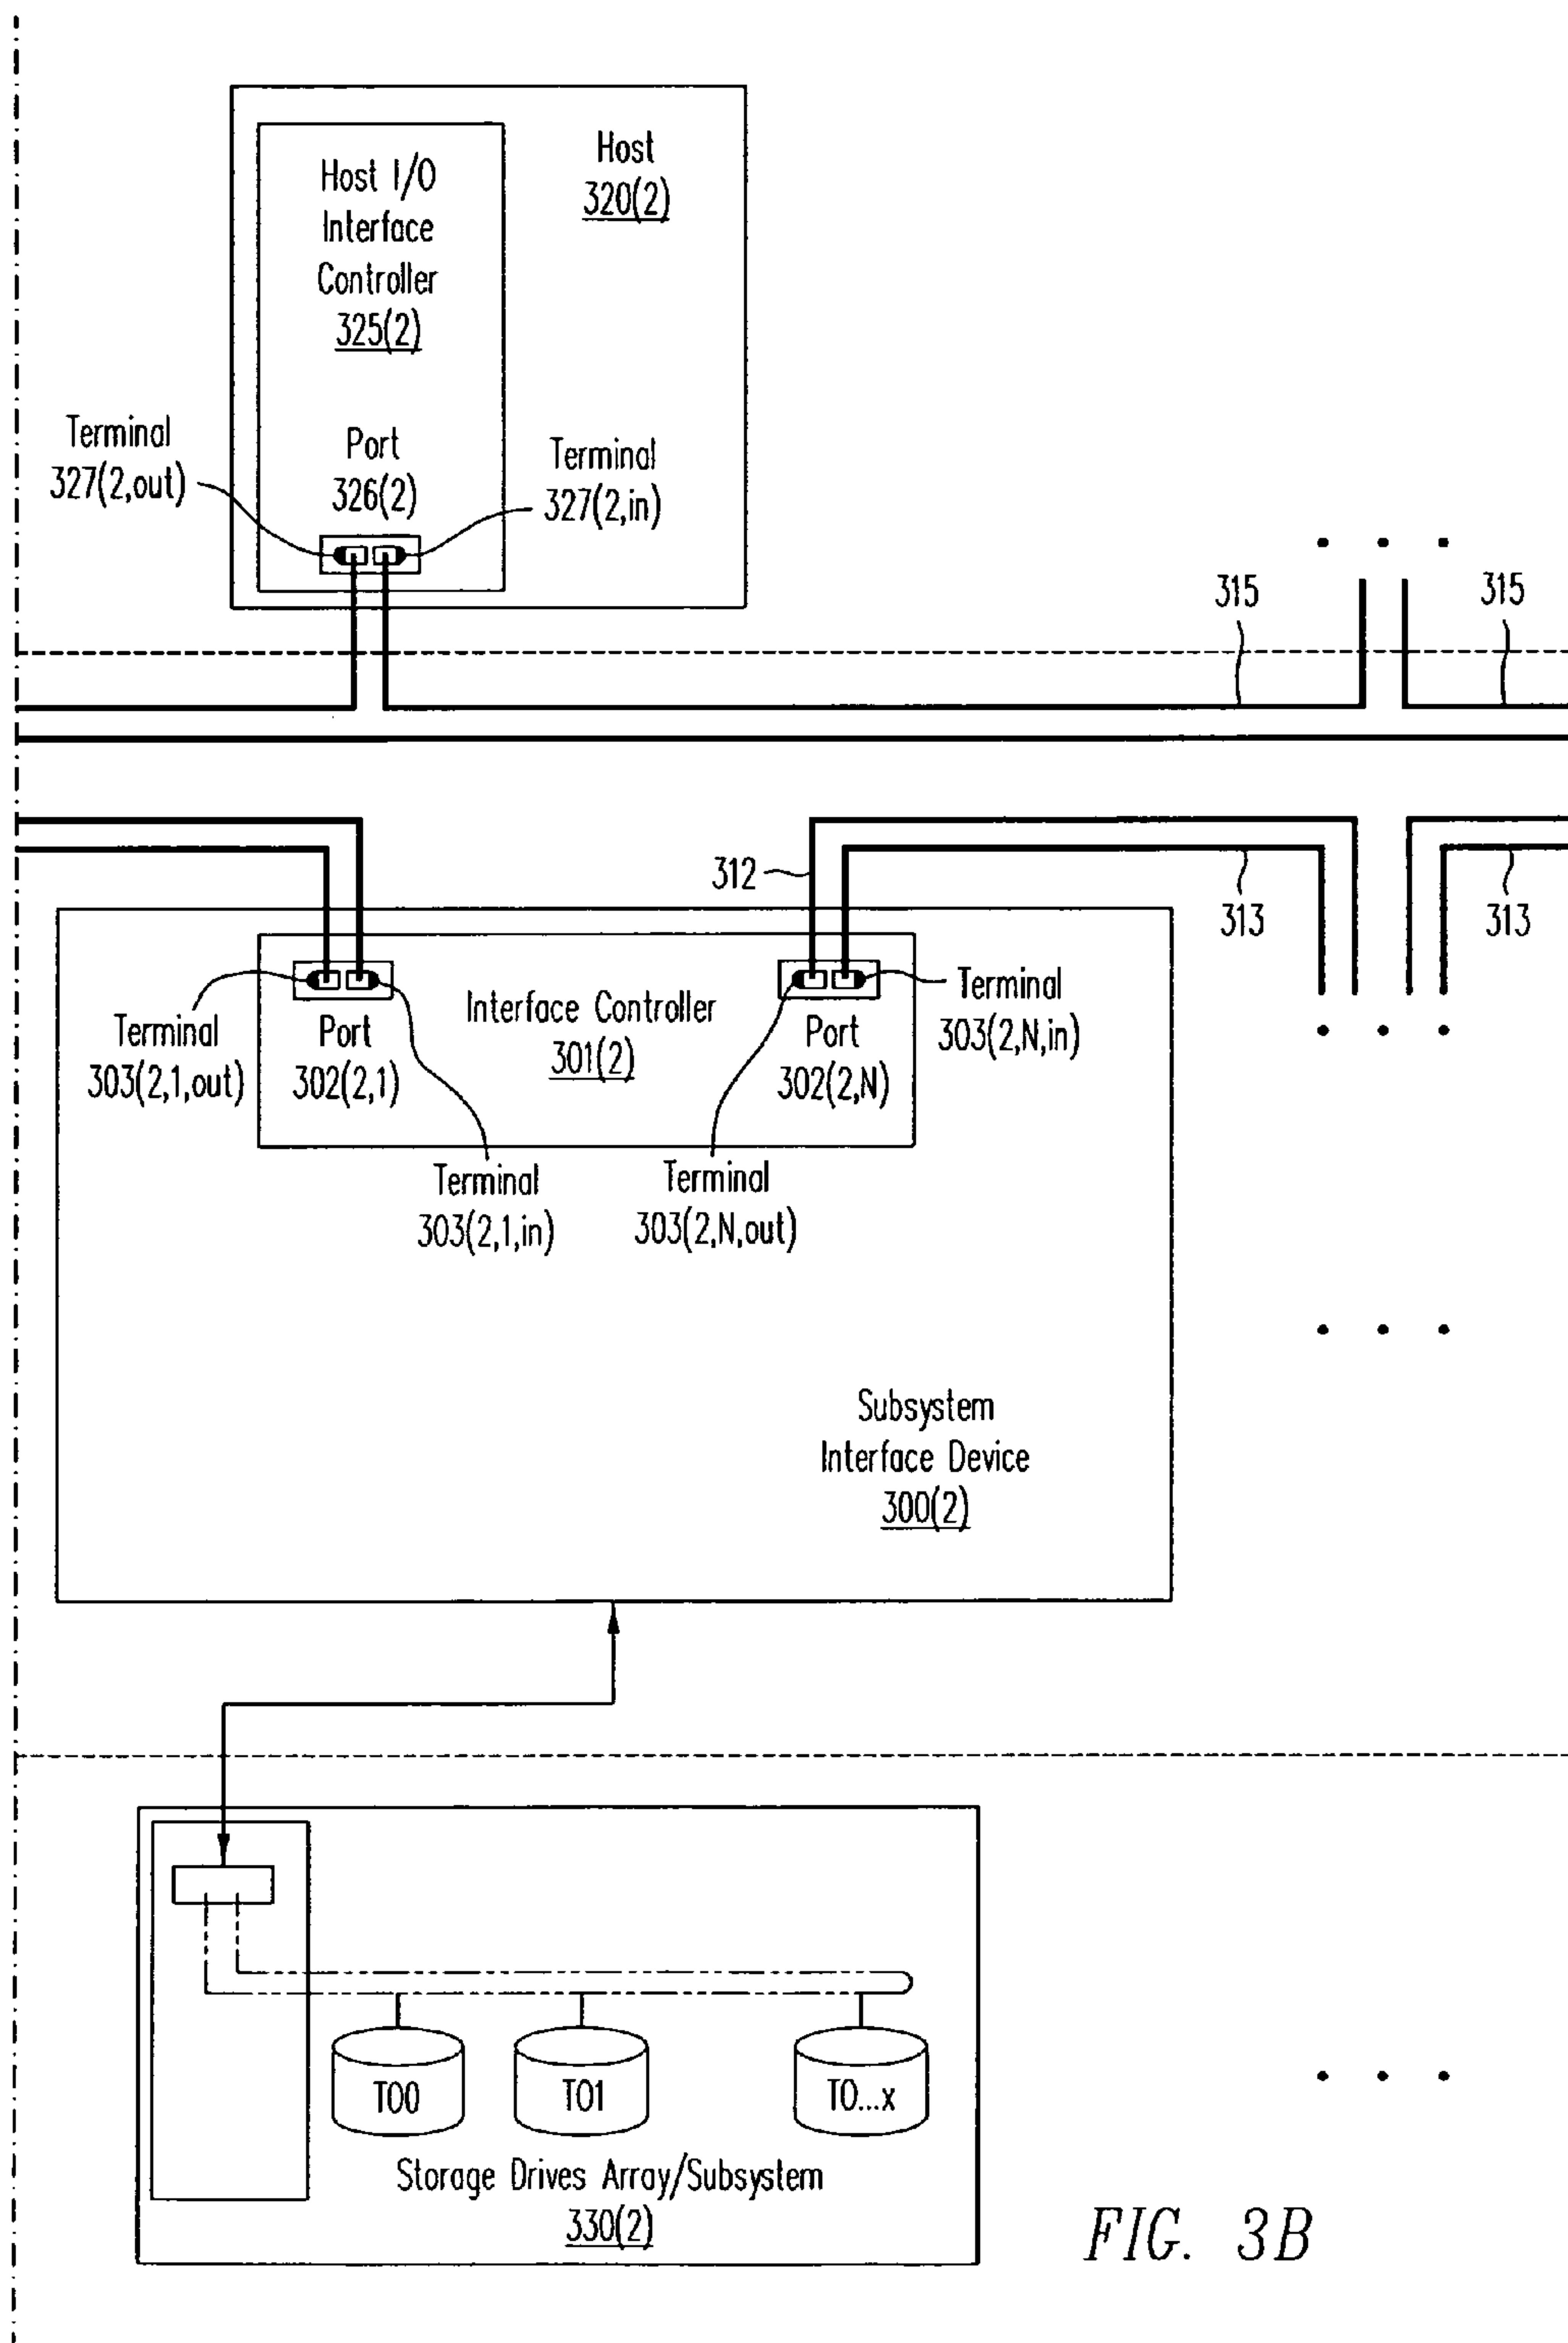 Host
320(2)
Host I/O
Interface
Controller
325(2)
Terminal
327(2,out)
Port
326(2)
Terminal
327(2,in)
315
315
312
313
313
Terminal
303(2,1,out)
Port
302(2,1)
Interface Controller
301(2)
Port
302(2,N)
Terminal
303(2,N,in)
Terminal
303(2,1,in)
Terminal
303(2,N,out)
Subsystem
Interface Device
300(2)
T00
T01
T0...x
Storage Drives Array/Subsystem
330(2)
FIG. 3B